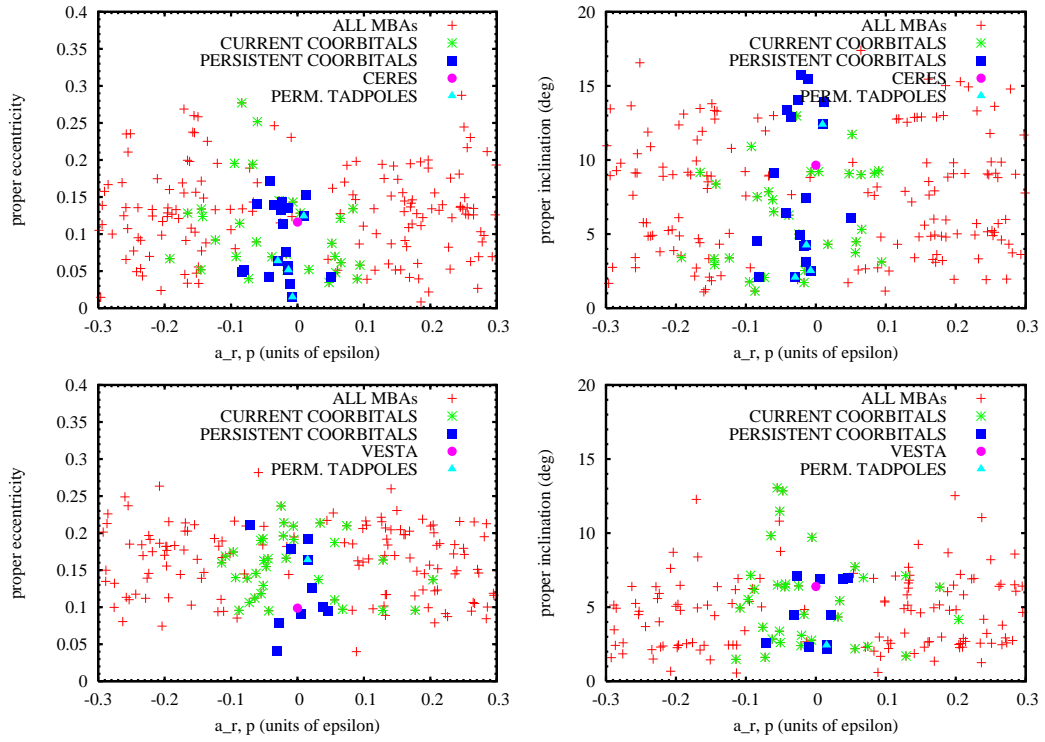 0.4
0.35
0.3
0.25
0.2
0.15
0.1
0.05
0
-0.3 -0.2 -0.1 0 0.1 0.2 0.3
proper eccentricity
a_r, p (units of epsilon)
ALL MBAs
CURRENT COORBITALS
PERSISTENT COORBITALS
CERES
PERM. TADPOLES
20
15
10
5
0
-0.3 -0.2 -0.1 0 0.1 0.2 0.3
proper inclination (deg)
a_r, p (units of epsilon)
ALL MBAs
CURRENT COORBITALS
PERSISTENT COORBITALS
CERES
PERM. TADPOLES
0.4
0.35
0.3
0.25
0.2
0.15
0.1
0.05
0
-0.3 -0.2 -0.1 0 0.1 0.2 0.3
proper eccentricity
a_r, p (units of epsilon)
ALL MBAs
CURRENT COORBITALS
PERSISTENT COORBITALS
VESTA
PERM. TADPOLES
20
15
10
5
0
-0.3 -0.2 -0.1 0 0.1 0.2 0.3
proper inclination (deg)
a_r, p (units of epsilon)
ALL MBAs
CURRENT COORBITALS
PERSISTENT COORBITALS
VESTA
PERM. TADPOLES